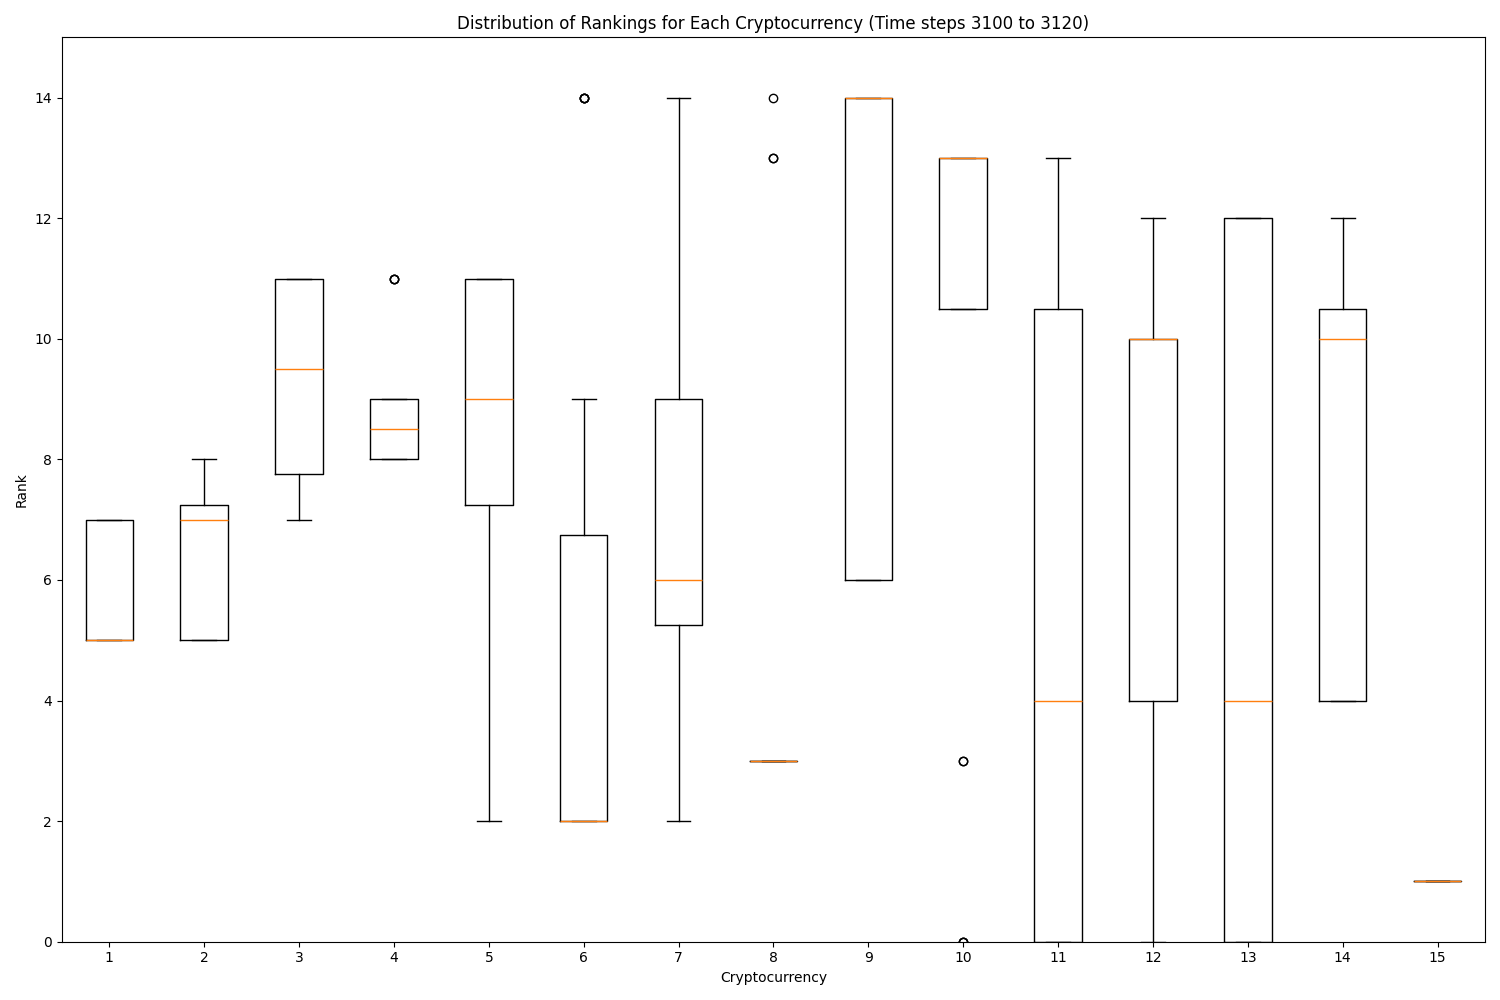 Distribution of Rankings for Each Cryptocurrency (Time steps 3100 to 3120)
14
12
10
8
6
4
2
0
Rank
1 2 3 4 5 6 7 8 9 10 11 12 13 14 15
Cryptocurrency